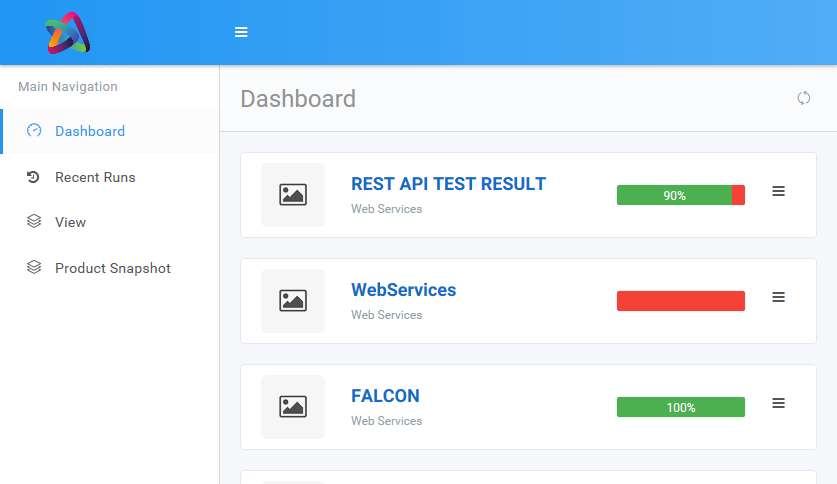 Main Navigation
Dashboard
Recent Runs
View
Product Snapshot
Dashboard
REST API TEST RESULT
Web Services
90%
WebServices
Web Services
FALCON
Web Services
100%